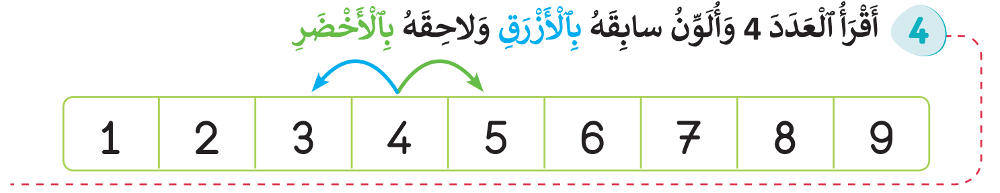 4 أَقْرَأُ ٱلْعَدَدَ 4 وَأُلَوِّنُ سابِقَهُ بِٱلْأَزْرَقِ وَلاحِقَهُ بِٱلْأَخْضَرِ
1 2 3 4 5 6 7 8 9